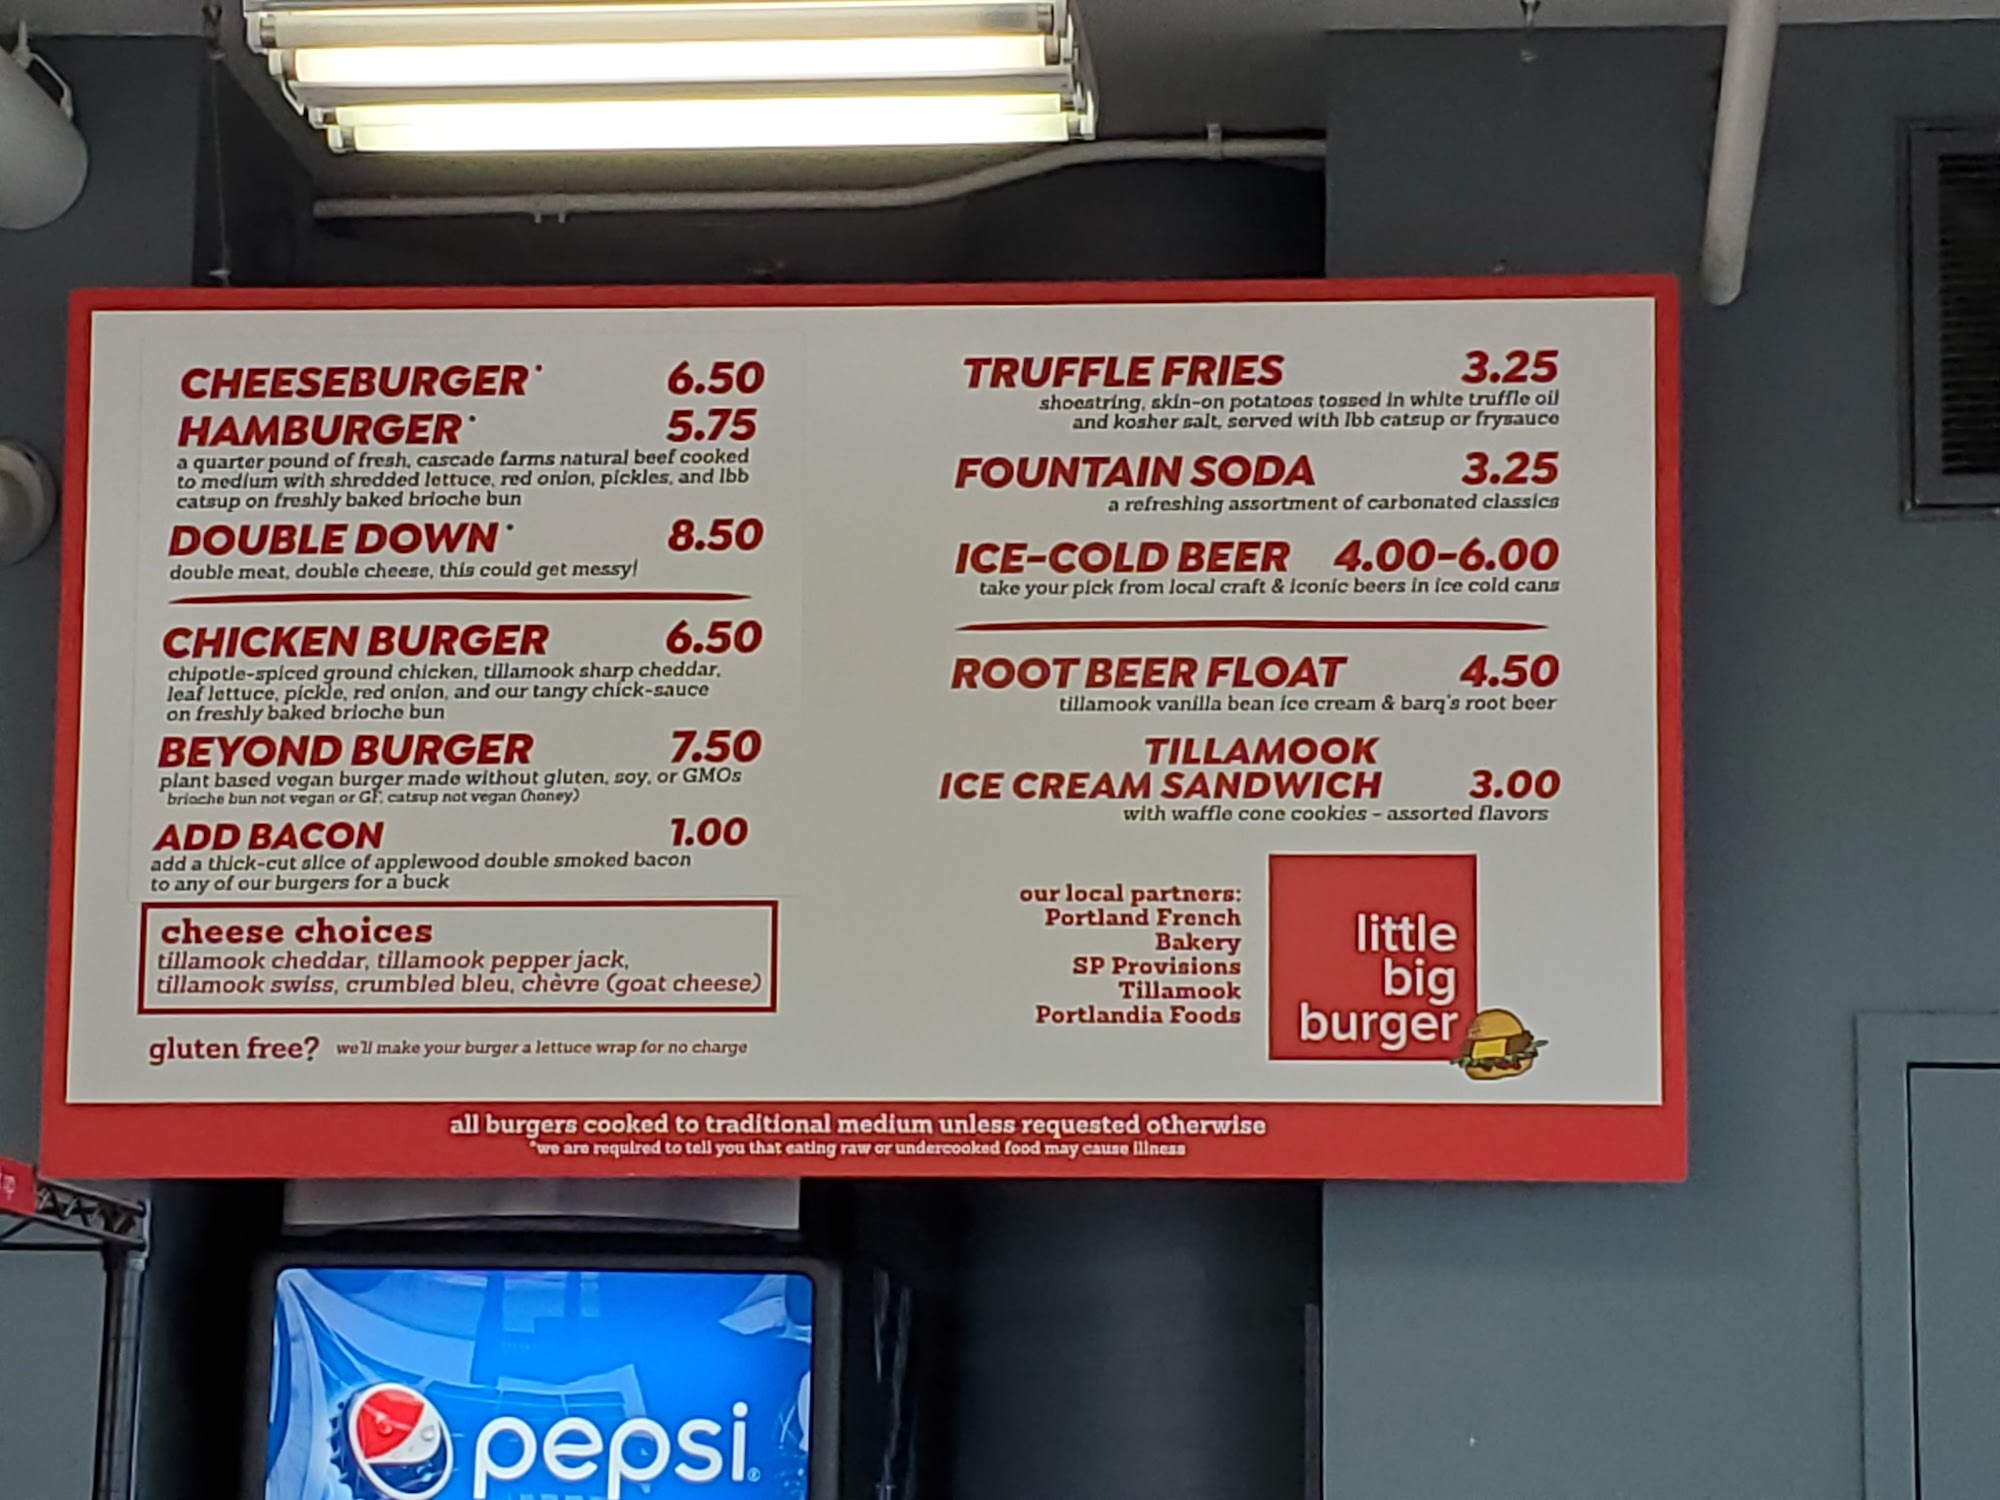 CHEESEBURGER* 6.50
HAMBURGER* 5.75
a quarter pound of fresh, cascade farms natural beef cooked
to medium with shredded lettuce, red onion, pickles, and lbb
catsup on freshly baked brioche bun
DOUBLE DOWN* 8.50
double meat, double cheese, this could get messy!
CHICKEN BURGER 6.50
chipotle-spiced ground chicken, tillamook sharp cheddar,
leaf lettuce, pickle, red onion, and our tangy chick-sauce
on freshly baked brioche bun
BEYOND BURGER 7.50
plant based vegan burger made without gluten, soy, or GMOs
brioche bun not vegan or GF, catsup not vegan (honey)
ADD BACON 1.00
add a thick-cut slice of applewood double smoked bacon
to any of our burgers for a buck
cheese choices
tillamook cheddar, tillamook pepper jack,
tillamook swiss, crumbled bleu, chèvre (goat cheese)
gluten free? we'll make your burger a lettuce wrap for no charge
TRUFFLE FRIES 3.25
shoestring, skin-on potatoes tossed in white truffle oil
and kosher salt, served with lbb catsup or frysauce
FOUNTAIN SODA 3.25
a refreshing assortment of carbonated classics
ICE-COLD BEER 4.00-6.00
take your pick from local craft & iconic beers in ice cold cans
ROOT BEER FLOAT 4.50
tillamook vanilla bean ice cream & barq's root beer
TILLAMOOK
ICE CREAM SANDWICH 3.00
with waffle cone cookies - assorted flavors
our local partners:
Portland French
Bakery
SP Provisions
Tillamook
Portlandia Foods
little
big
burger
all burgers cooked to traditional medium unless requested otherwise
*we are required to tell you that eating raw or undercooked food may cause illness
pepsi®